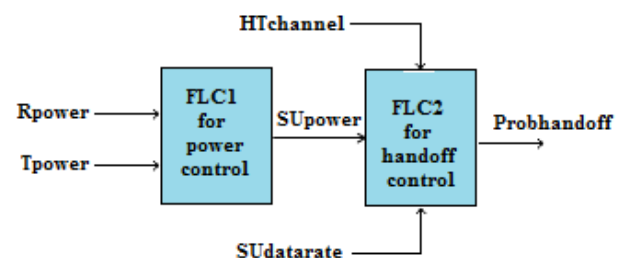 HTchannel
Rpower
Tpower
FLC1
for
power
control
SUpower
FLC2
for
handoff
control
Probhandoff
SUdatarate